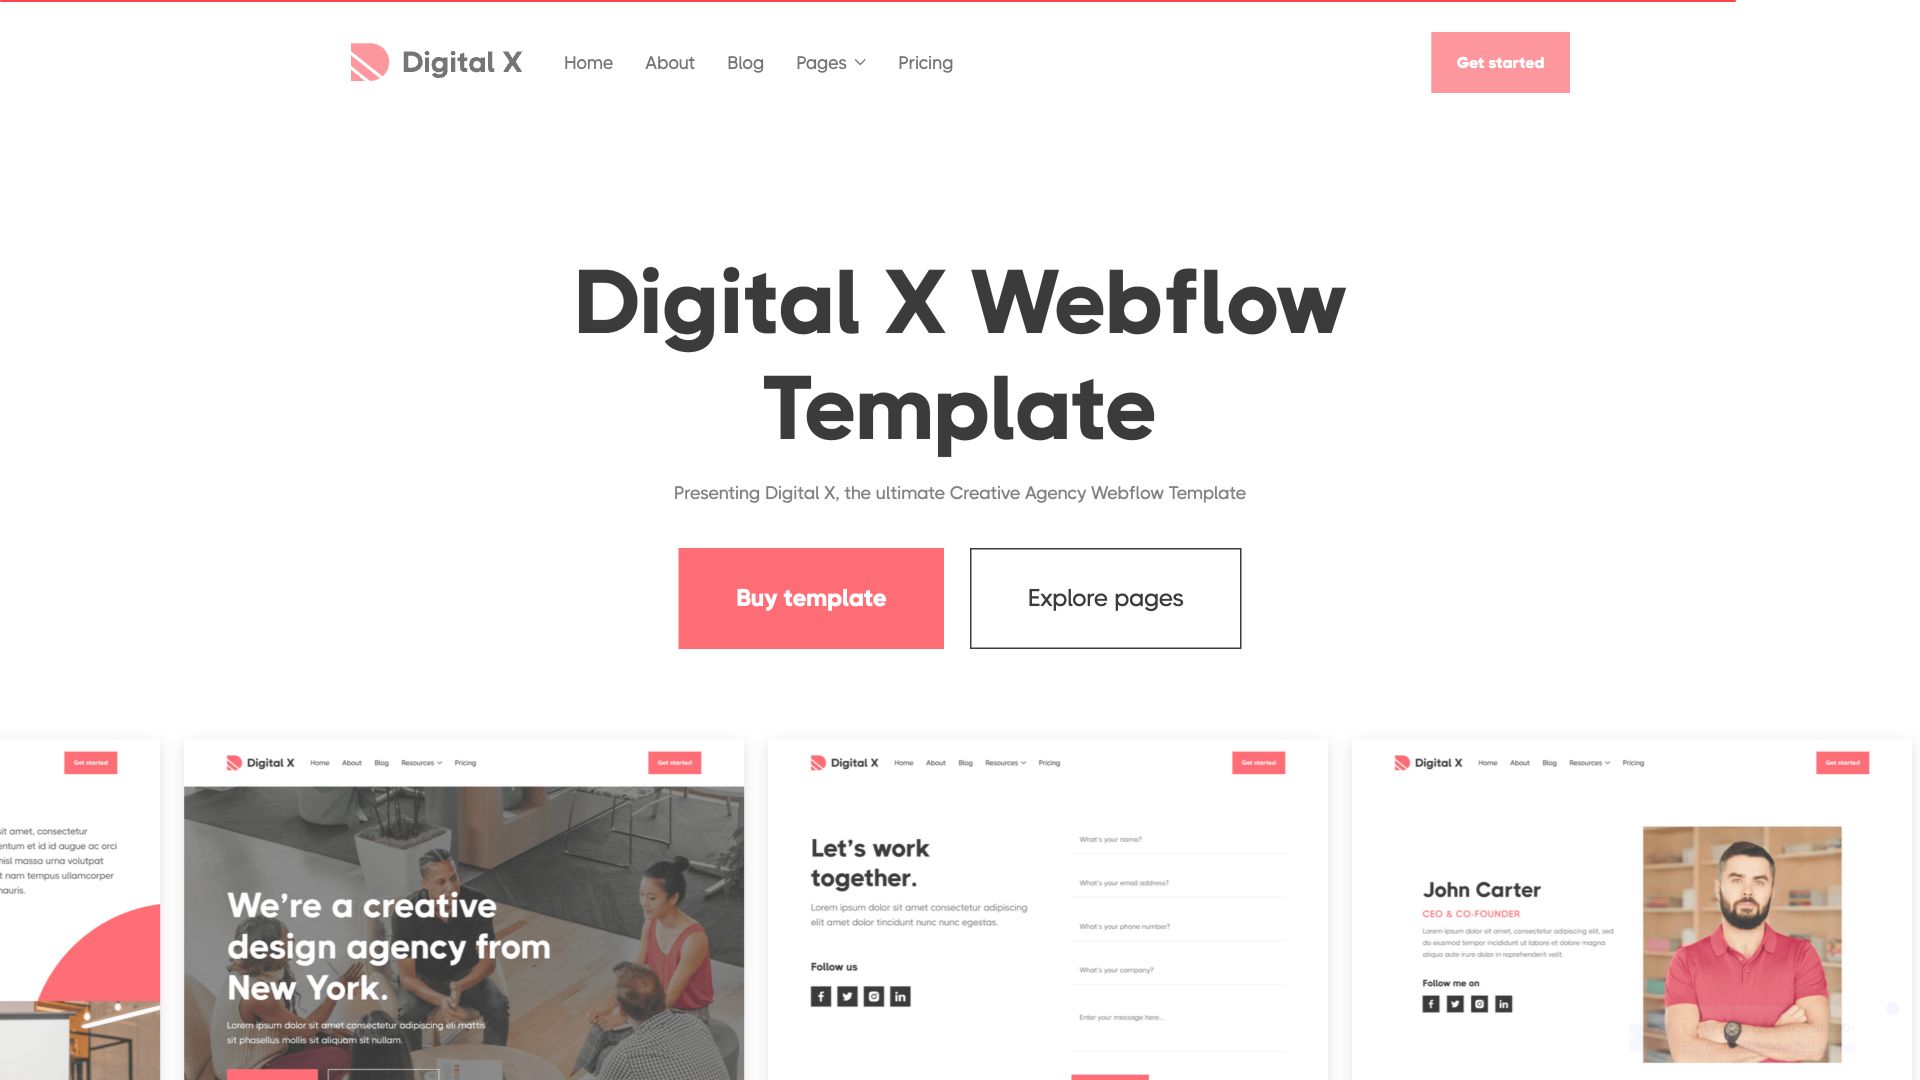 Digital X
Home
About
Blog
Pages
Pricing
Get started
Digital X Webflow
Template
Presenting Digital X, the ultimate Creative Agency Webflow Template
Buy template
Explore pages
Get started
sit amet, consectetur
entum et id id augue ac orci
nisl massa urna volutpat
t nam tempus ullamcorper
mauris.
Digital X
Home
About
Blog
Resources
Pricing
Get started
We’re a creative
design agency from
New York.
Lorem ipsum dolor sit amet consectetur adipiscing eli mattis
sit phasellus mollis sit aliquam sit nullam.
Digital X
Home
About
Blog
Resources
Pricing
Get started
Let’s work
together.
Lorem ipsum dolor sit amet consectetur adipiscing
elit amet dolor tincidunt nunc nunc egestas.
Follow us
What’s your name?
What’s your email address?
What’s your phone number?
What’s your company?
Enter your message here...
Digital X
Home
About
Blog
Resources
Pricing
Get started
John Carter
CEO & CO-FOUNDER
Lorem ipsum dolor sit amet, consectetur adipiscing elit, sed
do eiusmod tempor incididunt ut labore et dolore magna
aliqua aute irure dolor in reprehenderit velit.
Follow me on